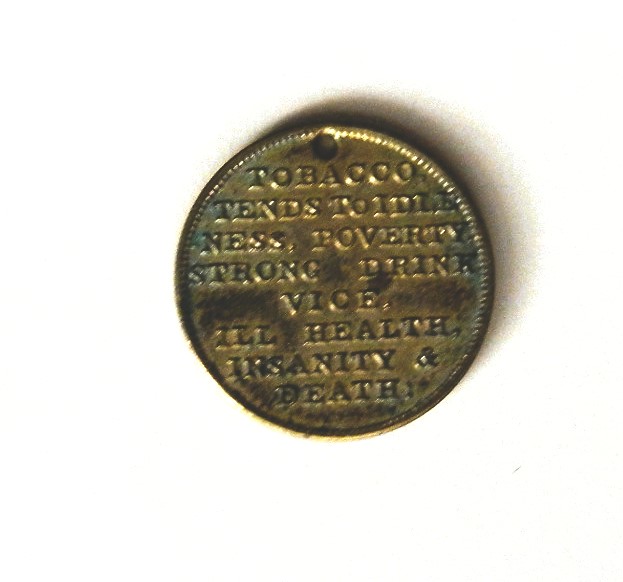 TOBACCO
TENDS TO IDLE
NESS, POVERTY
STRONG DRINK
VICE,
ILL HEALTH,
INSANITY &
DEATH.